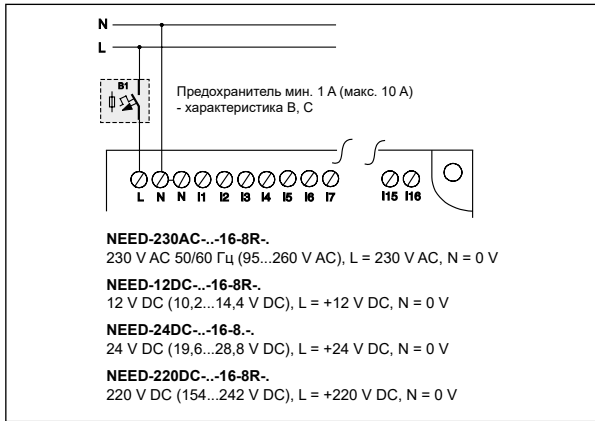 N
L
B1
Предохранитель мин. 1 A (макс. 10 A)
- характеристика B, C
L N N I1 I2 I3 I4 I5 I6 I7 I15 I16
NEED-230AC-..-16-8R-.
230 V AC 50/60 Гц (95...260 V AC), L = 230 V AC, N = 0 V
NEED-12DC-..-16-8R-.
12 V DC (10,2...14,4 V DC), L = +12 V DC, N = 0 V
NEED-24DC-..-16-8.-.
24 V DC (19,6...28,8 V DC), L = +24 V DC, N = 0 V
NEED-220DC-..-16-8R-.
220 V DC (154...242 V DC), L = +220 V DC, N = 0 V